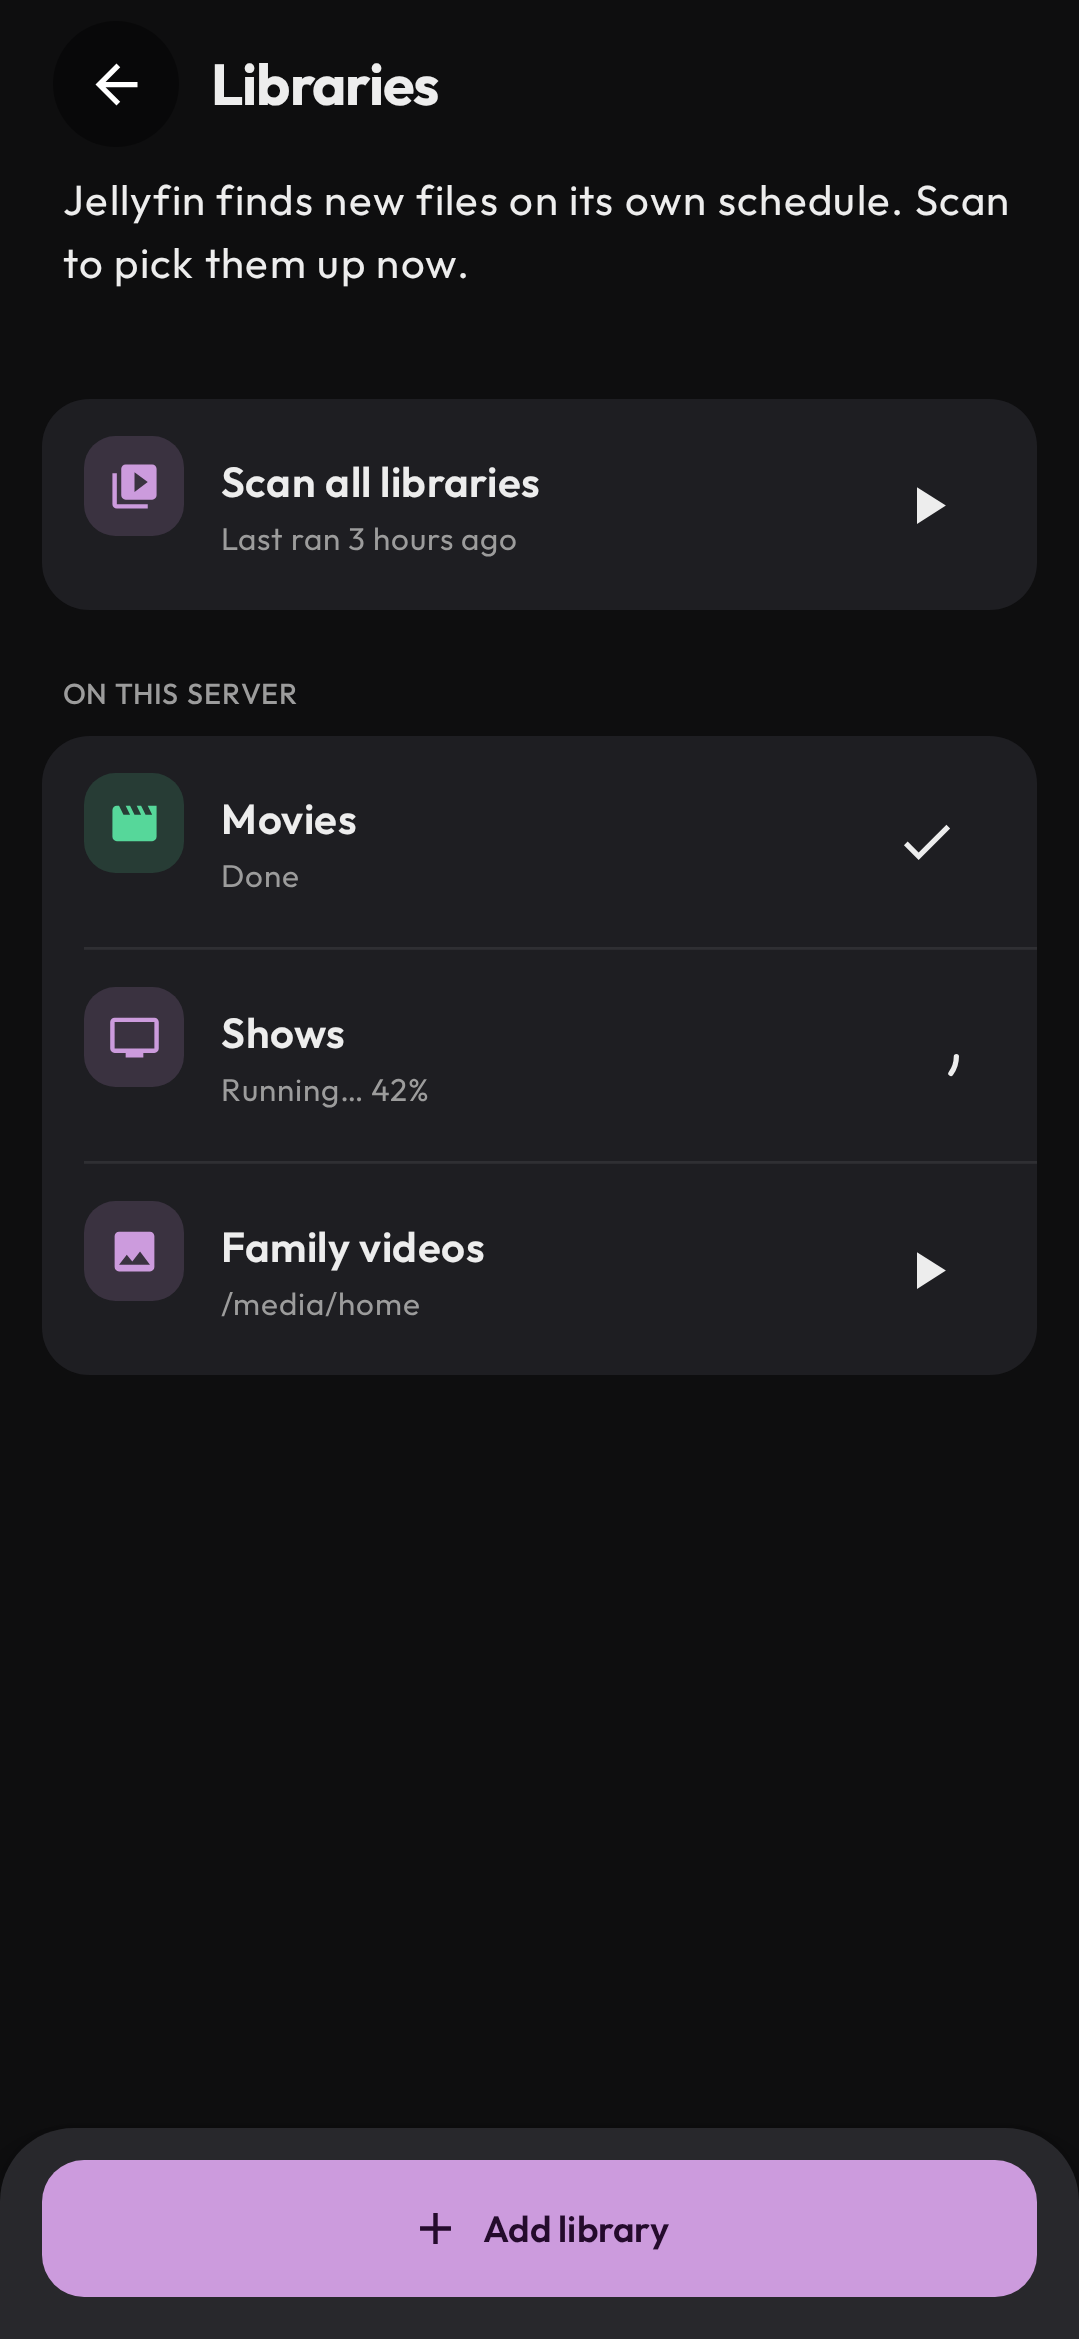 Libraries
Jellyfin finds new files on its own schedule. Scan
to pick them up now.
Scan all libraries
Last ran 3 hours ago
ON THIS SERVER
Movies
Done
Shows
Running… 42%
Family videos
/media/home
Add library